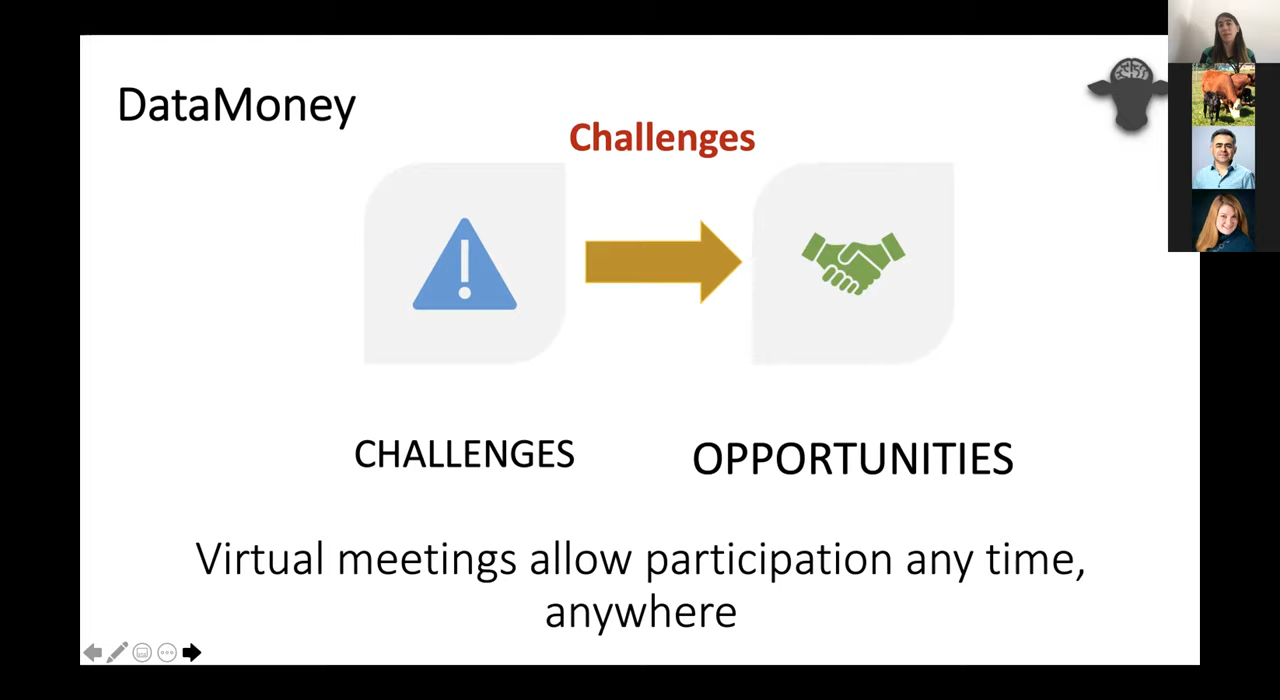 DataMoney
Challenges
CHALLENGES
OPPORTUNITIES
Virtual meetings allow participation any time,
anywhere